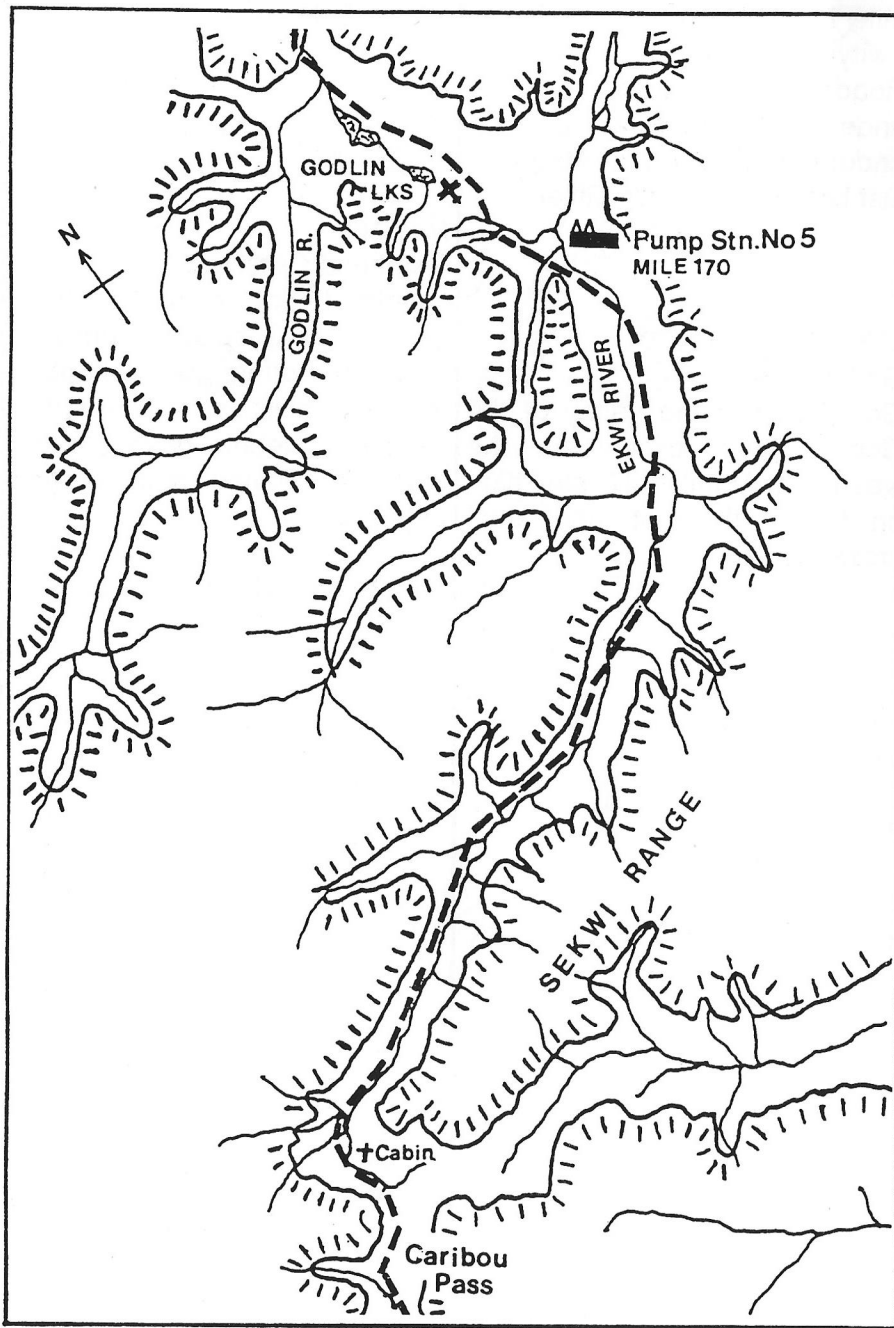 GODLIN
LKS
Pump Stn.No 5
MILE 170
N
GODLIN R.
EKWI RIVER
SEKWI RANGE
Cabin
Caribou
Pass